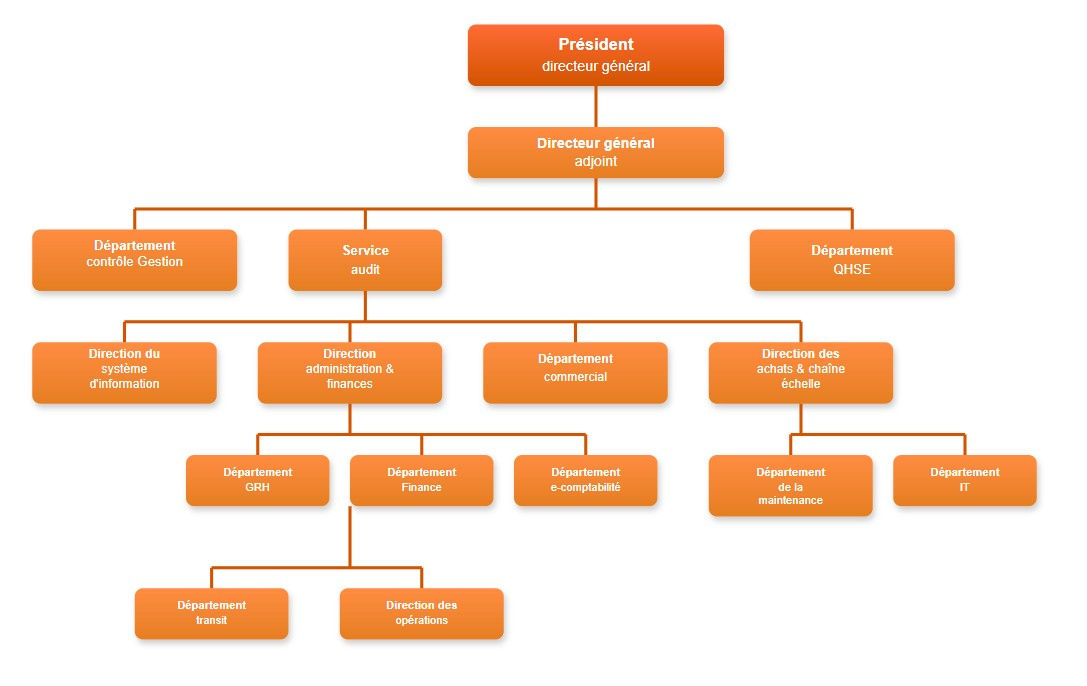 Président
directeur général
Directeur général
adjoint
Département
contrôle Gestion
Service
audit
Département
QHSE
Direction du
système
d'information
Direction
administration &
finances
Département
commercial
Direction des
achats & chaîne
échelle
Département
GRH
Département
Finance
Département
e-comptabilité
Département
de la
maintenance
Département
IT
Département
transit
Direction des
opérations